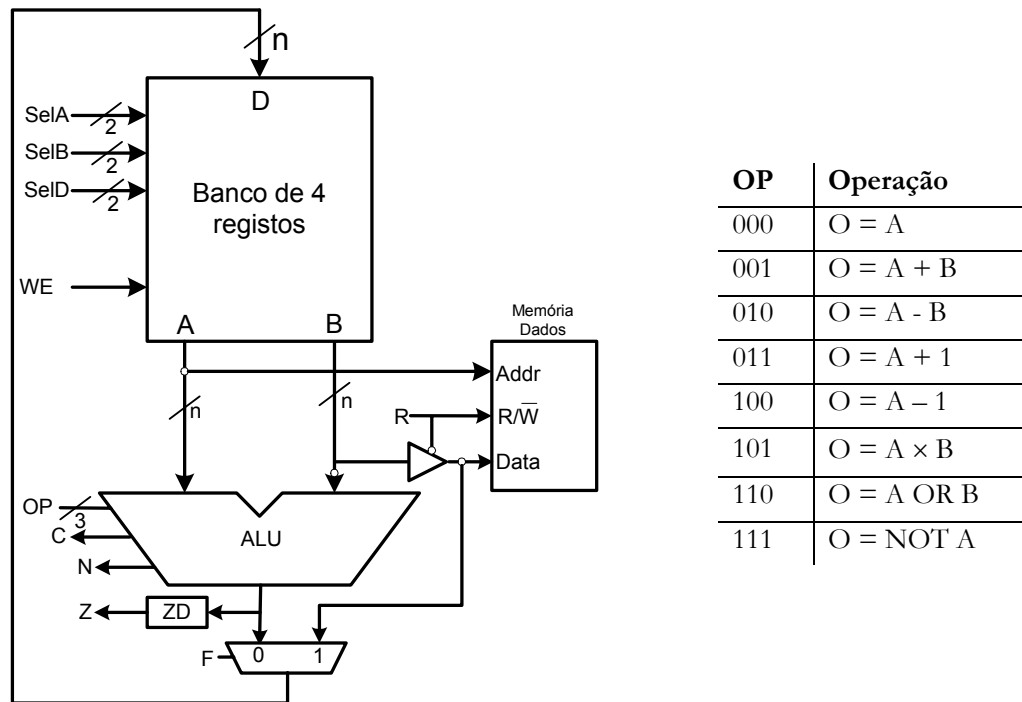 n
D
SelA
2
SelB
2
SelD
2
Banco de 4
registos
WE
A
B
Memória
Dados
Addr
n
n
R
R/W̅
Data
OP
3
C
ALU
N
Z
ZD
F
0
1
OP Operação
000 O = A
001 O = A + B
010 O = A - B
011 O = A + 1
100 O = A – 1
101 O = A × B
110 O = A OR B
111 O = NOT A